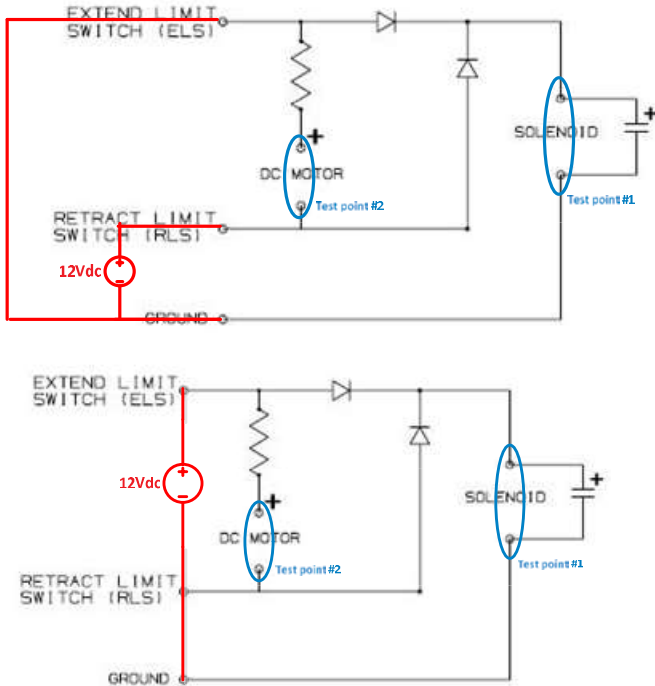 EXTEND LIMIT
SWITCH (ELS)
+
DC MOTOR
Test point #2
SOLENOID
+
Test point #1
RETRACT LIMIT
SWITCH (RLS)
12Vdc
+
-
GROUND
EXTEND LIMIT
SWITCH (ELS)
12Vdc
+
-
+
DC MOTOR
Test point #2
SOLENOID
+
Test point #1
RETRACT LIMIT
SWITCH (RLS)
GROUND